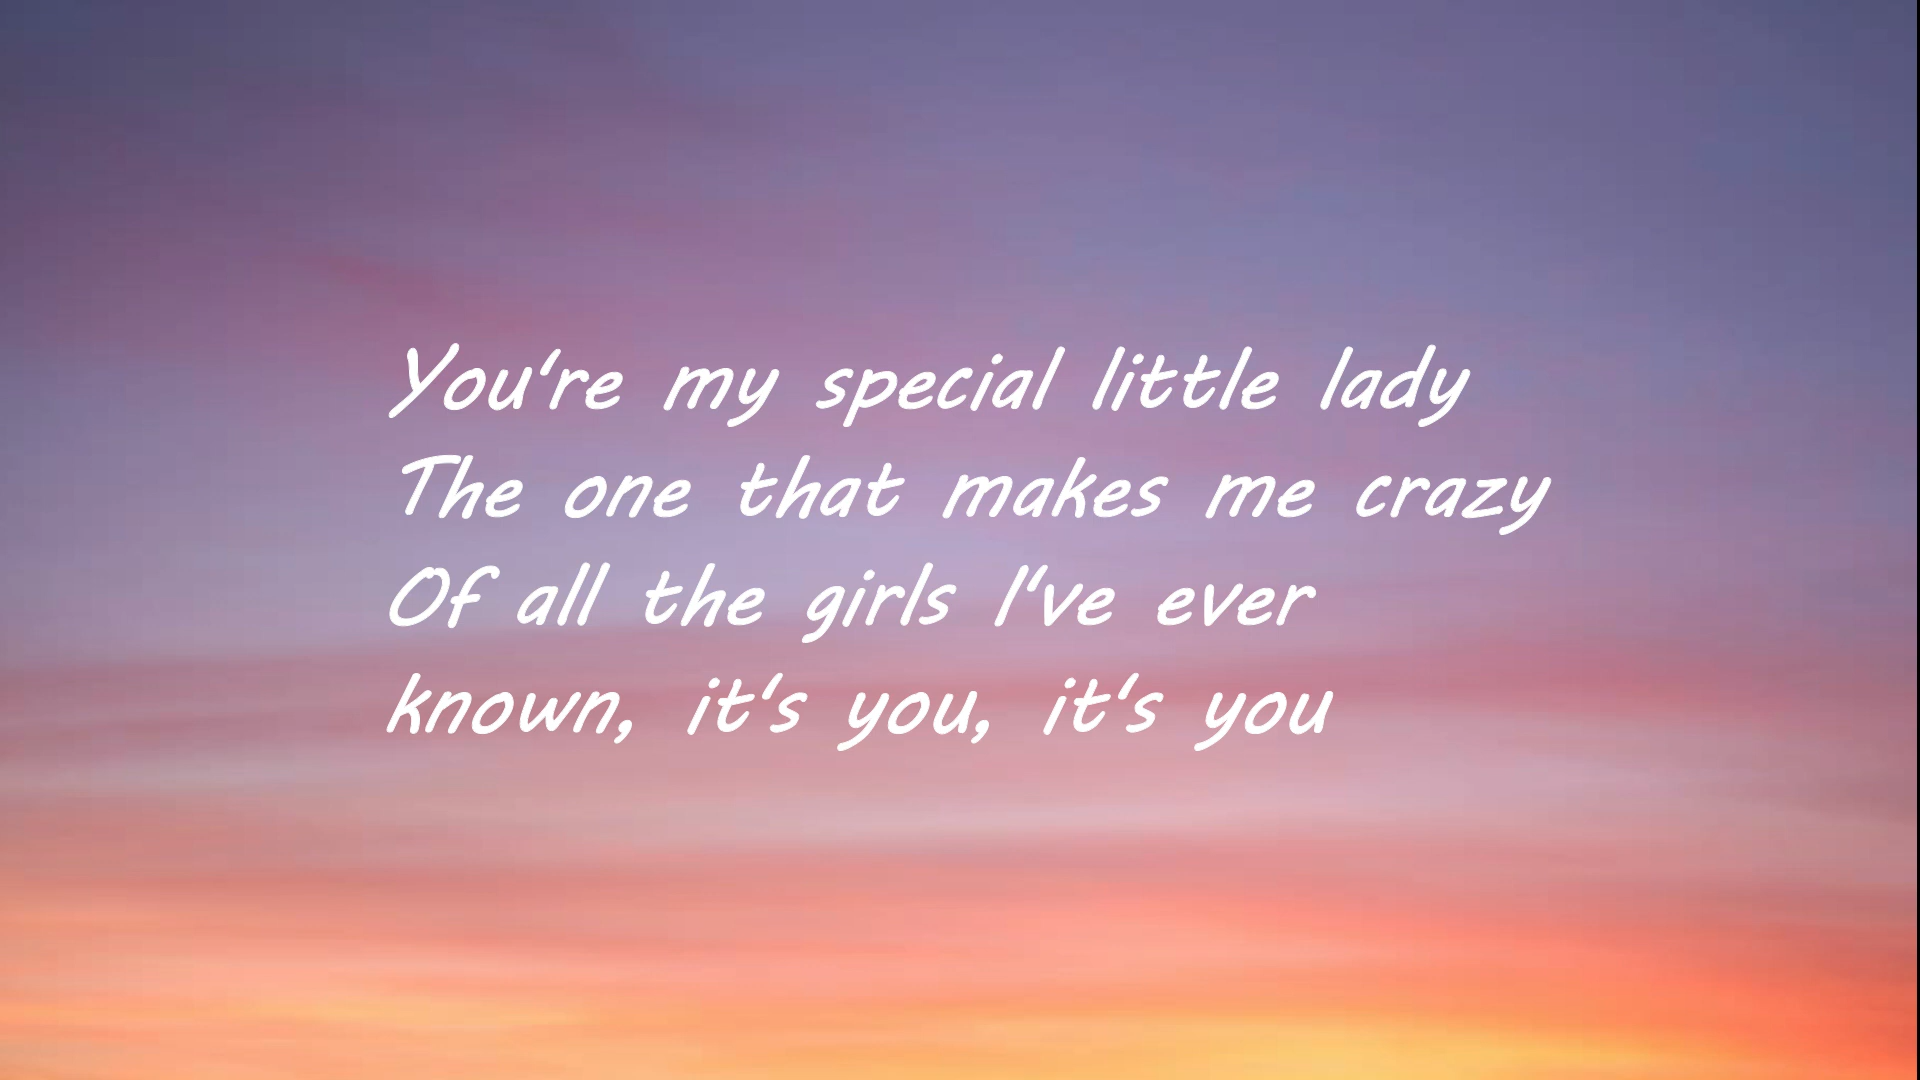 You're my special little lady
The one that makes me crazy
Of all the girls I've ever
known, it's you, it's you